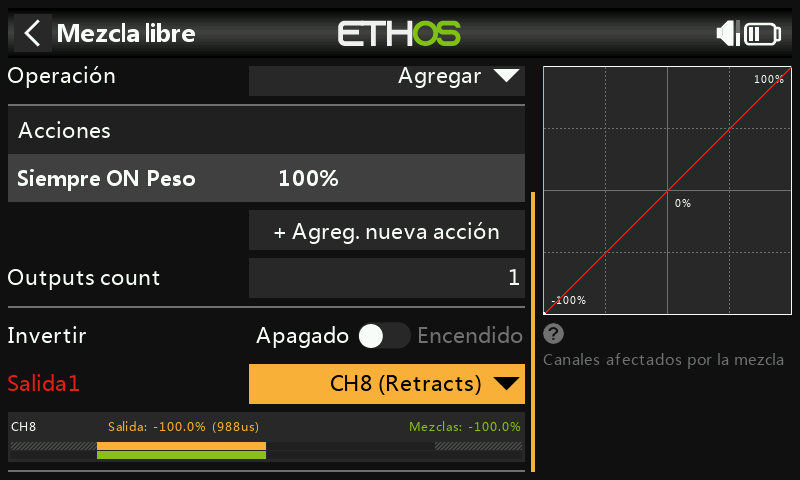 Mezcla libre
ETHOS
Operación
Agregar
Acciones
Siempre ON Peso
100%
+ Agreg. nueva acción
Outputs count
1
Invertir
Apagado
Encendido
Salida1
CH8 (Retracts)
CH8
Salida: -100.0% (988us)
Mezclas: -100.0%
100%
0%
-100%
?
Canales afectados por la mezcla